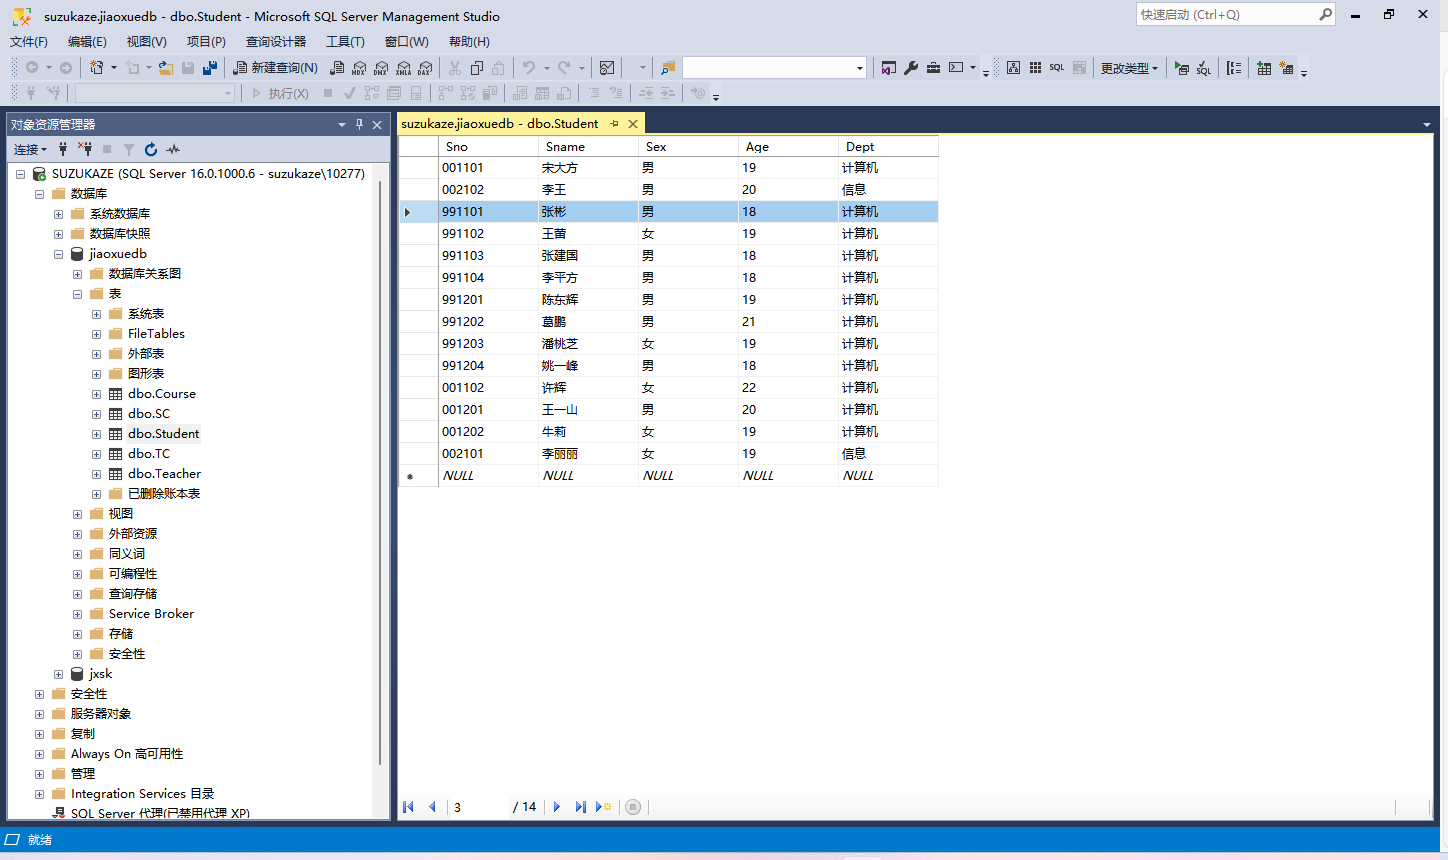 suzukaze.jiaoxuedb - dbo.Student - Microsoft SQL Server Management Studio
快速启动 (Ctrl+Q)
文件(F) 编辑(E) 视图(V) 项目(P) 查询设计器 工具(T) 窗口(W) 帮助(H)
新建查询(N) MDX DMX XMLA DAX SQL 更改类型 SQL
执行(X)
对象资源管理器
连接
SUZUKAZE (SQL Server 16.0.1000.6 - suzukaze\10277)
数据库
系统数据库
数据库快照
jiaoxuedb
数据库关系图
表
系统表
FileTables
外部表
图形表
dbo.Course
dbo.SC
dbo.Student
dbo.TC
dbo.Teacher
已删除账本表
视图
外部资源
同义词
可编程性
查询存储
Service Broker
存储
安全性
jxsk
安全性
服务器对象
复制
Always On 高可用性
管理
Integration Services 目录
SQL Server 代理(已禁用代理 XP)
suzukaze.jiaoxuedb - dbo.Student
Sno Sname Sex Age Dept
001101 宋大方 男 19 计算机
002102 李王 男 20 信息
991101 张彬 男 18 计算机
991102 王蕾 女 19 计算机
991103 张建国 男 18 计算机
991104 李平方 男 18 计算机
991201 陈东辉 男 19 计算机
991202 葛鹏 男 21 计算机
991203 潘桃芝 女 19 计算机
991204 姚一峰 男 18 计算机
001102 许辉 女 22 计算机
001201 王一山 男 20 计算机
001202 牛莉 女 19 计算机
002101 李丽丽 女 19 信息
NULL NULL NULL NULL NULL
3 / 14
就绪